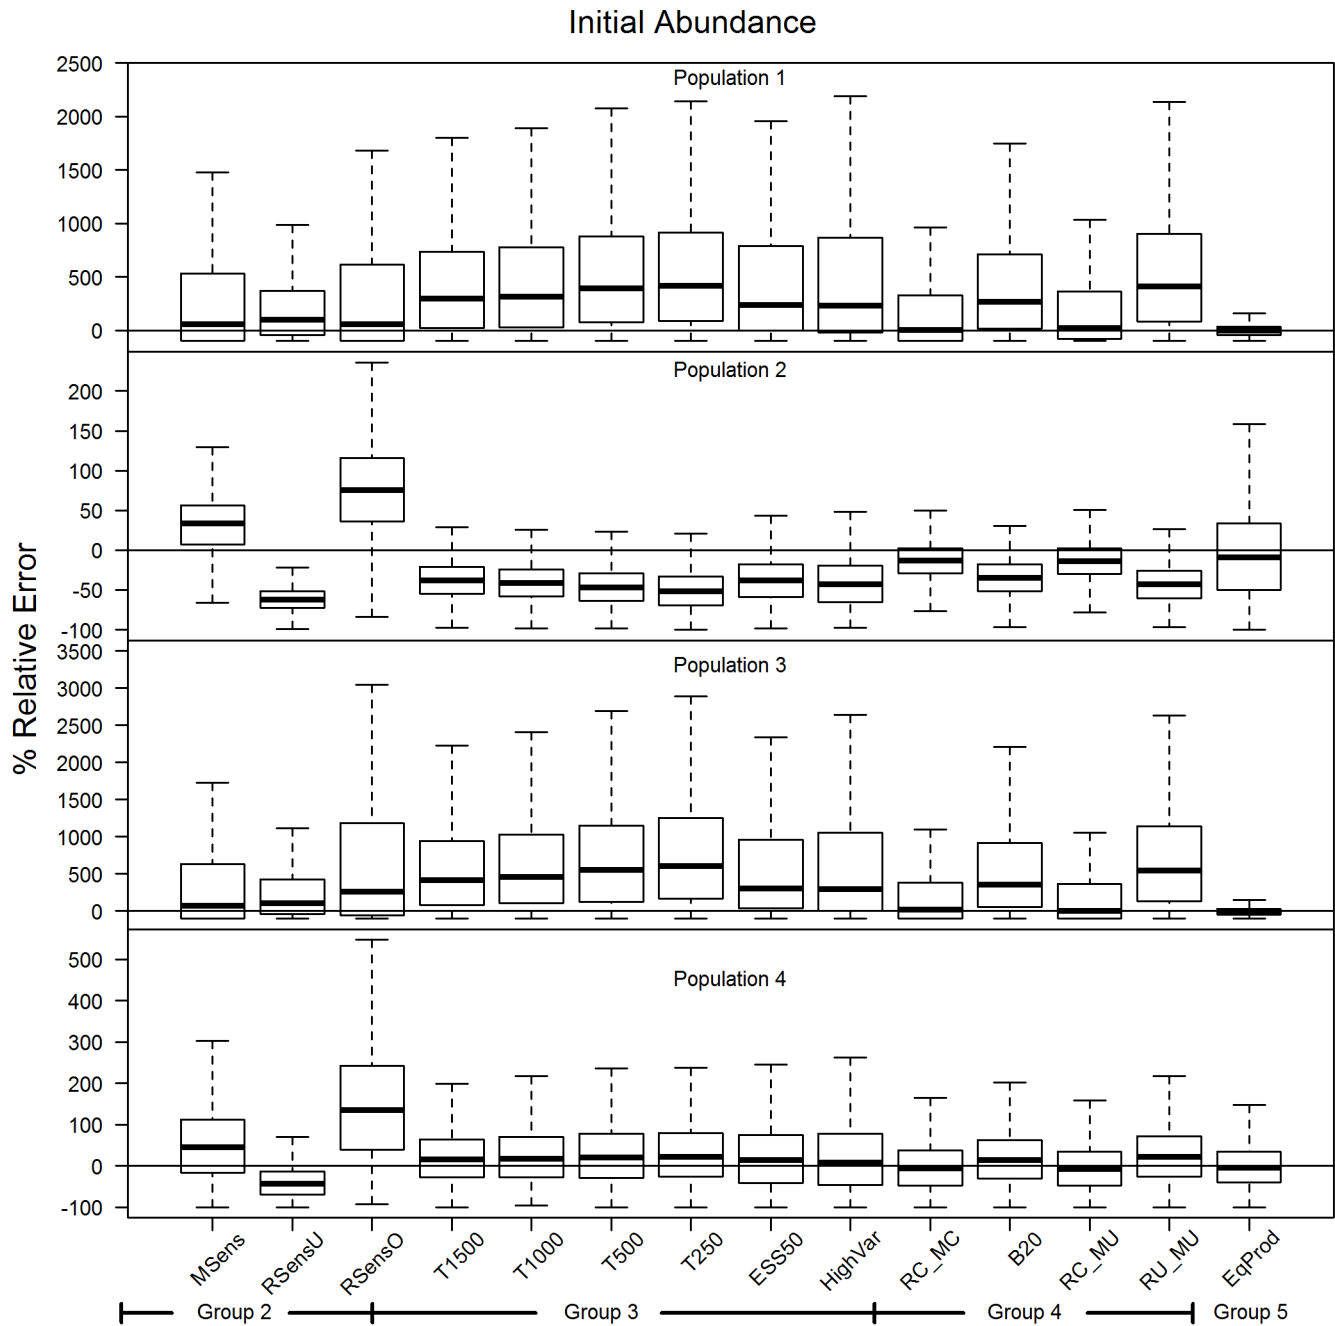 Initial Abundance
% Relative Error
Population 1
2500
2000
1500
1000
500
0
Population 2
200
150
100
50
0
-50
-100
Population 3
3500
3000
2500
2000
1500
1000
500
0
Population 4
500
400
300
200
100
0
-100
MSens
RSensU
RSensO
T1500
T1000
T500
T250
ESS50
HighVar
RC_MC
B20
RC_MU
RU_MU
EqProd
Group 2
Group 3
Group 4
Group 5